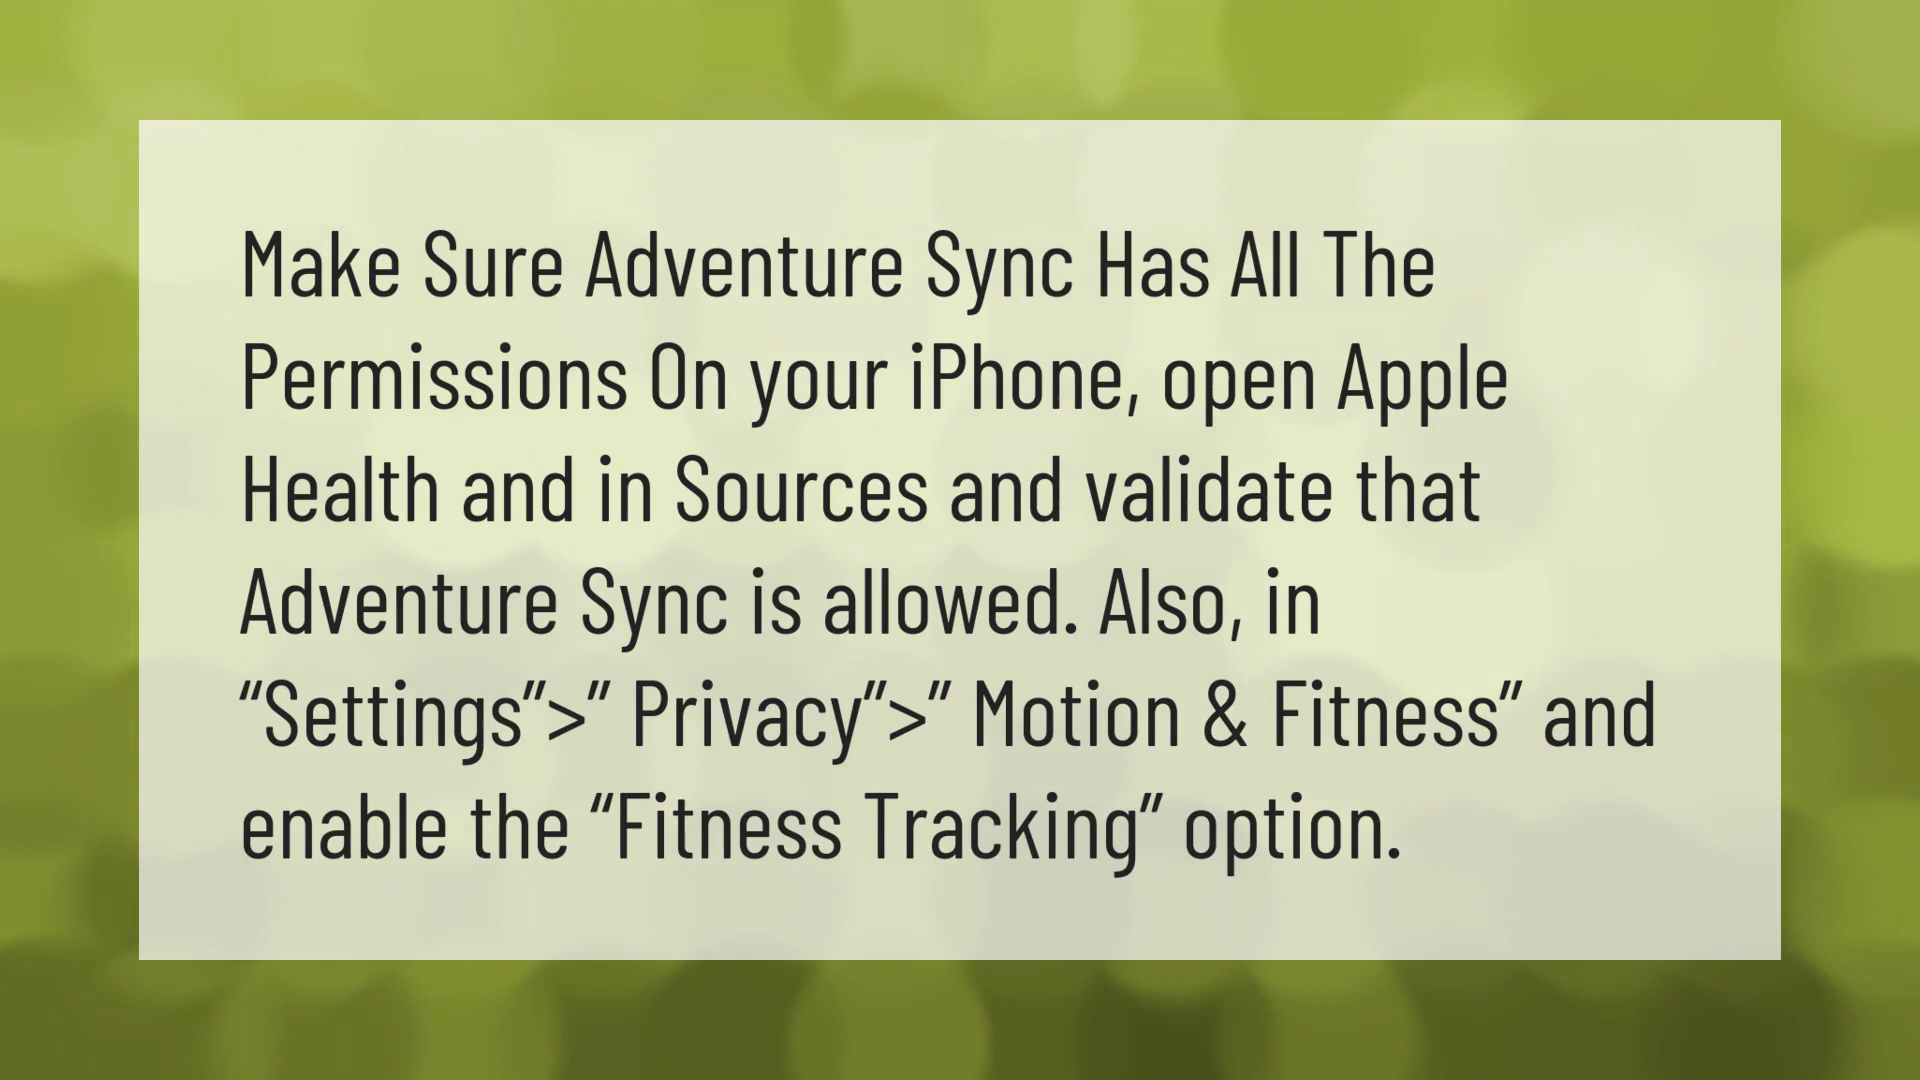 Make Sure Adventure Sync Has All The
Permissions On your iPhone, open Apple
Health and in Sources and validate that
Adventure Sync is allowed. Also, in
“Settings”>” Privacy”>” Motion & Fitness” and
enable the “Fitness Tracking” option.